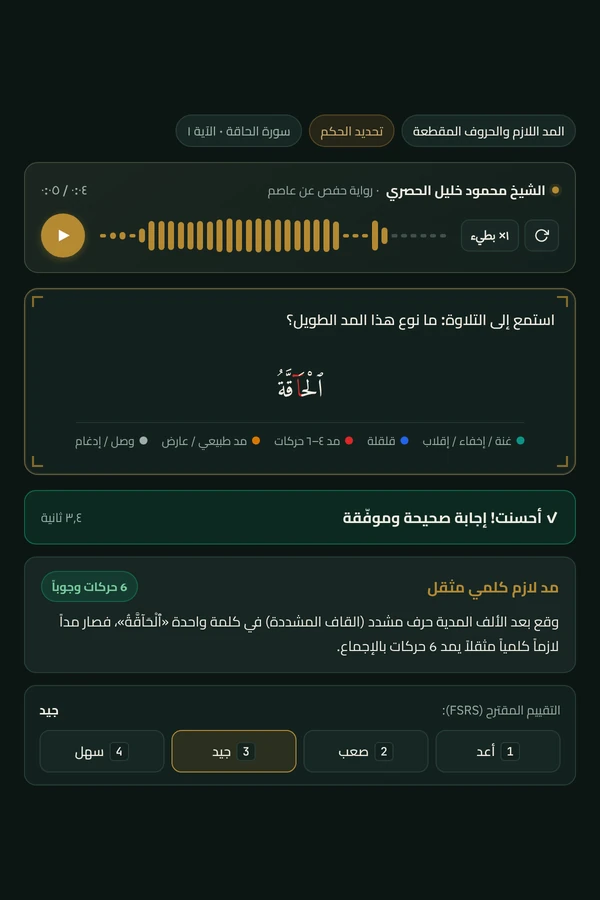 المد اللازم والحروف المقطعة
تحديد الحكم
سورة الحاقة · الآية ١
الشيخ محمود خليل الحصري · رواية حفص عن عاصم
٠:٠٤ / ٠:٠٥
١× بطيء
استمع إلى التلاوة: ما نوع هذا المد الطويل؟
ٱلْحَآقَّةُ
غنة / إخفاء / إقلاب
قلقلة
مد ٤–٦ حركات
مد طبيعي / عارض
وصل / إدغام
✓ أحسنت! إجابة صحيحة وموفّقة
٣,٤ ثانية
مد لازم كلمي مثقل
6 حركات وجوباً
وقع بعد الألف المدية حرف مشدد (القاف المشددة) في كلمة واحدة «ٱلْحَآقَّةُ»، فصار مداً
لازماً كلمياً مثقلاً يمد 6 حركات بالإجماع.
التقييم المقترح (FSRS):
جيد
1 أعد
2 صعب
3 جيد
4 سهل